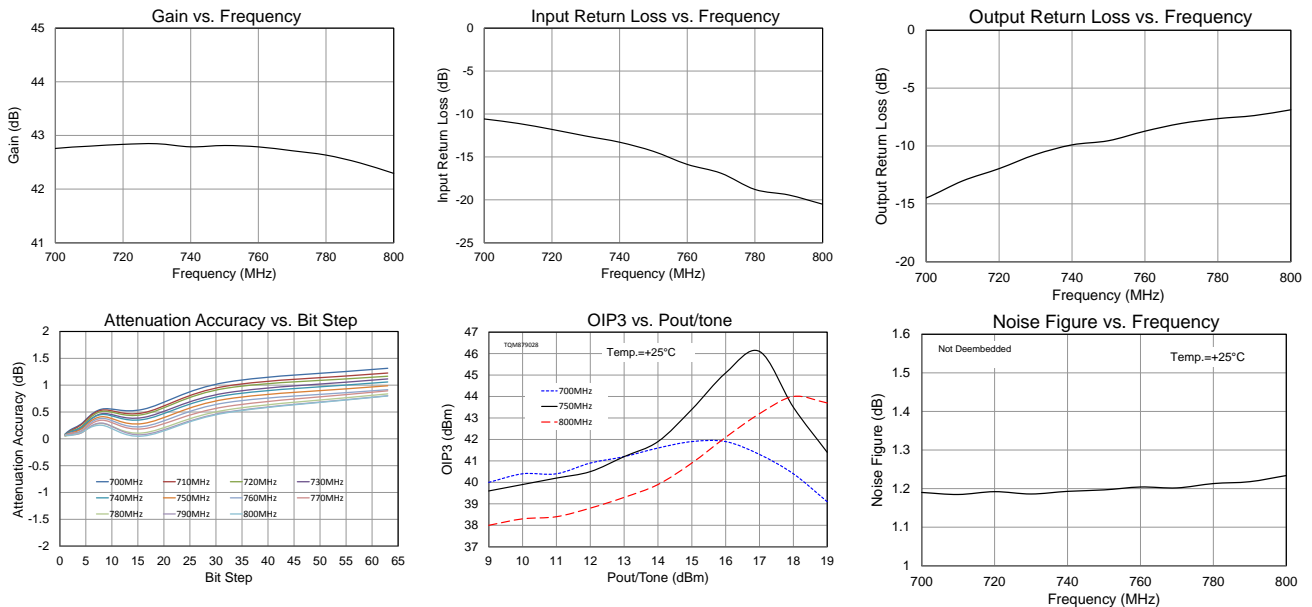 Gain vs. Frequency
45
44
43
42
41
Gain (dB)
700 720 740 760 780 800
Frequency (MHz)
Input Return Loss vs. Frequency
0
-5
-10
-15
-20
-25
Input Return Loss (dB)
700 720 740 760 780 800
Frequency (MHz)
Output Return Loss vs. Frequency
0
-5
-10
-15
-20
Output Return Loss (dB)
700 720 740 760 780 800
Frequency (MHz)
Attenuation Accuracy vs. Bit Step
2
1.5
1
0.5
0
-0.5
-1
-1.5
-2
Attenuation Accuracy (dB)
700MHz 710MHz 720MHz 730MHz
740MHz 750MHz 760MHz 770MHz
780MHz 790MHz 800MHz
0 5 10 15 20 25 30 35 40 45 50 55 60 65
Bit Step
OIP3 vs. Pout/tone
47
46
45
44
43
42
41
40
39
38
37
OIP3 (dBm)
TQM879028
Temp.=+25°C
700MHz
750MHz
800MHz
9 10 11 12 13 14 15 16 17 18 19
Pout/Tone (dBm)
Noise Figure vs. Frequency
1.6
1.5
1.4
1.3
1.2
1.1
1
Noise Figure (dB)
Not Deembedded
Temp.=+25°C
700 720 740 760 780 800
Frequency (MHz)